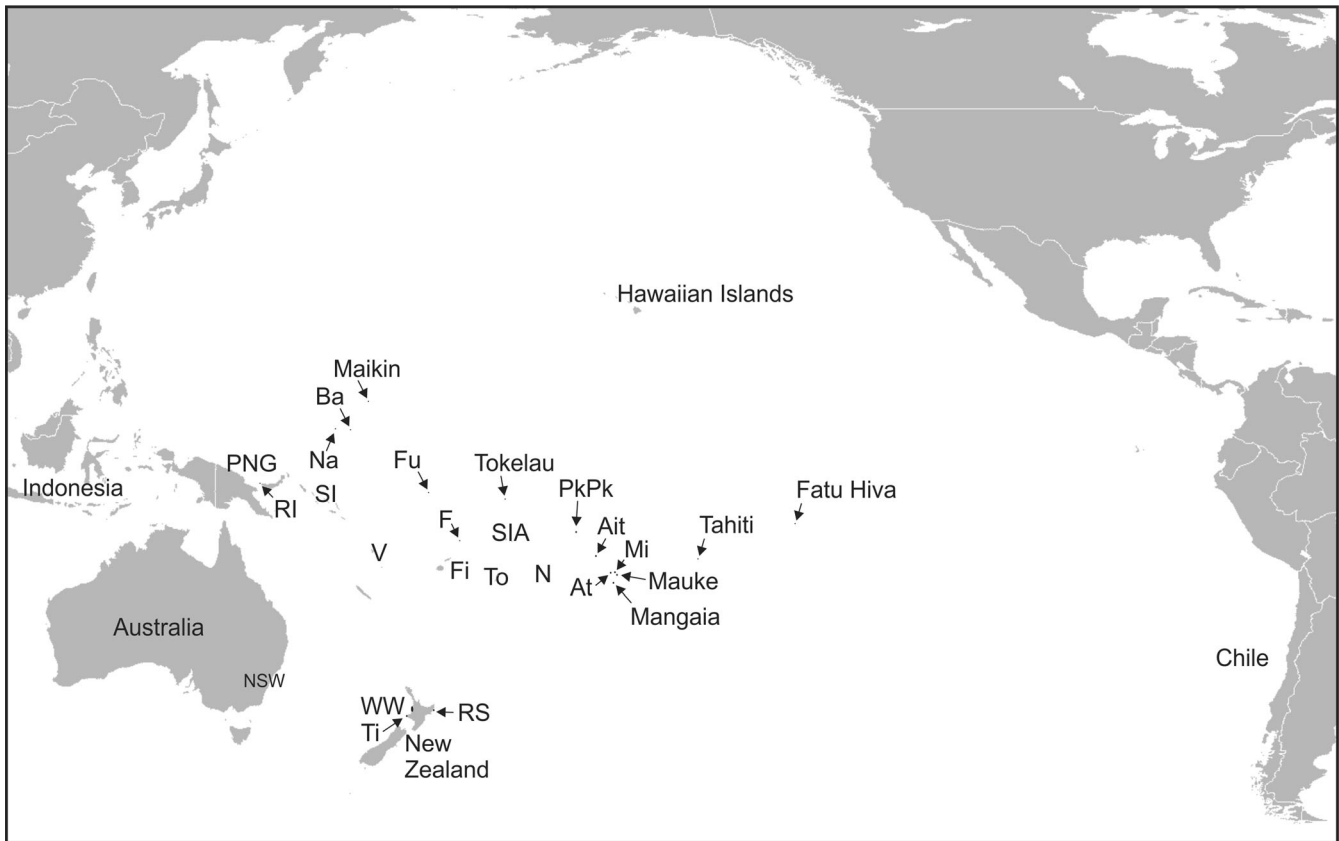 Hawaiian Islands
Maikin
Ba
Na
Fu
Tokelau
PNG
Indonesia
SI
RI
PkPk
Fatu Hiva
F
SIA
Ait
Tahiti
V
Mi
Fi
To
N
At
Mauke
Mangaia
Australia
Chile
NSW
WW
RS
Ti
New
Zealand